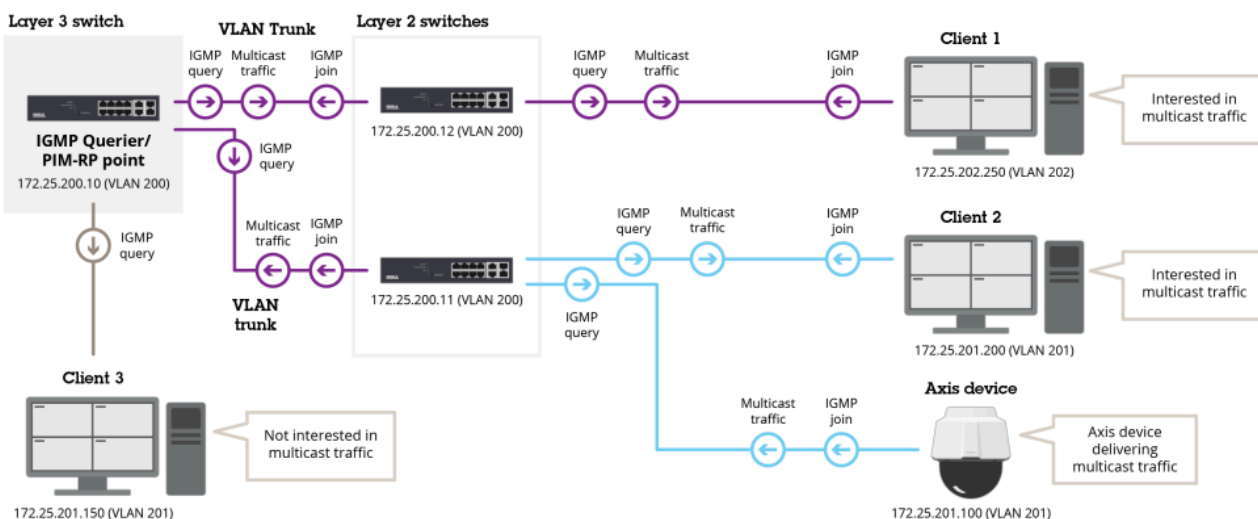 Layer 3 switch
VLAN Trunk
Layer 2 switches
IGMP
query
Multicast
traffic
IGMP
join
IGMP
query
Multicast
traffic
IGMP
join
Client 1
Interested in
multicast traffic
172.25.202.250 (VLAN 202)
IGMP Querier/
PIM-RP point
172.25.200.10 (VLAN 200)
172.25.200.12 (VLAN 200)
IGMP
query
IGMP
query
Multicast
traffic
IGMP
join
VLAN
trunk
172.25.200.11 (VLAN 200)
IGMP
query
Multicast
traffic
IGMP
join
IGMP
query
Client 2
Interested in
multicast traffic
172.25.201.200 (VLAN 201)
Client 3
Not interested in
multicast traffic
172.25.201.150 (VLAN 201)
Multicast
traffic
IGMP
join
Axis device
Axis device
delivering
multicast traffic
172.25.201.100 (VLAN 201)